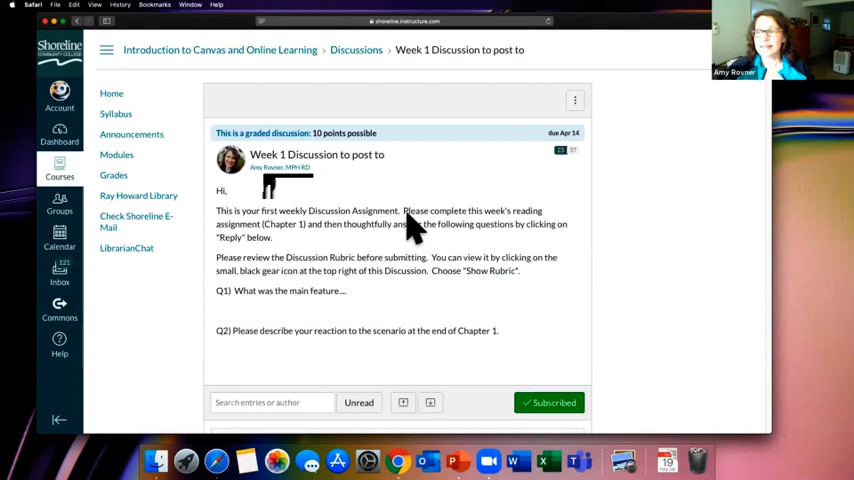 Safari File Edit View History Bookmarks Window Help
shoreline.instructure.com
Shoreline
COMMUNITY COLLEGE
Introduction to Canvas and Online Learning > Discussions > Week 1 Discussion to post to
Amy Rovner
Account
Dashboard
Courses
Groups
Calendar
121
Inbox
Commons
Help
Home
Syllabus
Announcements
Modules
Grades
Ray Howard Library
Check Shoreline E-
Mail
LibrarianChat
This is a graded discussion: 10 points possible
due Apr 14
Week 1 Discussion to post to
23 37
Amy Rovner, MPH RD
Hi,
This is your first weekly Discussion Assignment. Please complete this week's reading
assignment (Chapter 1) and then thoughtfully the following questions by clicking on
"Reply" below.
Please review the Discussion Rubric before submitting. You can view it by clicking on the
small, black gear icon at the top right of this Discussion. Choose "Show Rubric".
Q1) What was the main feature....
Q2) Please describe your reaction to the scenario at the end of Chapter 1.
Search entries or author
Unread
Subscribed
19